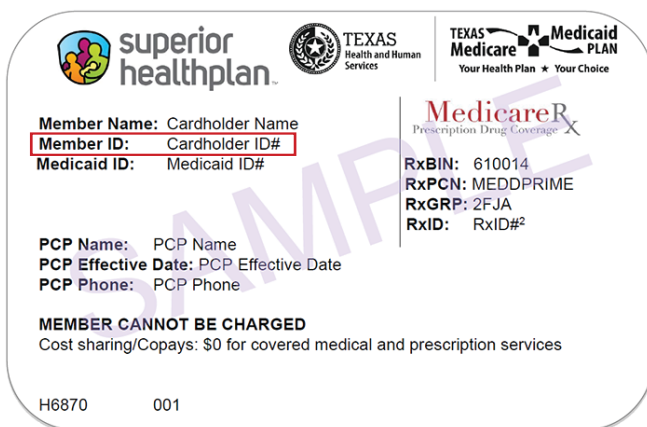 superior
healthplan™
TEXAS
Health and Human
Services
TEXAS Medicaid
Medicare PLAN
Your Health Plan ★ Your Choice
Member Name: Cardholder Name
Member ID: Cardholder ID#
Medicaid ID: Medicaid ID#
MedicareRx
Prescription Drug Coverage
RxBIN: 610014
RxPCN: MEDDPRIME
RxGRP: 2FJA
RxID: RxID#²
PCP Name: PCP Name
PCP Effective Date: PCP Effective Date
PCP Phone: PCP Phone
MEMBER CANNOT BE CHARGED
Cost sharing/Copays: $0 for covered medical and prescription services
H6870 001
SAMPLE